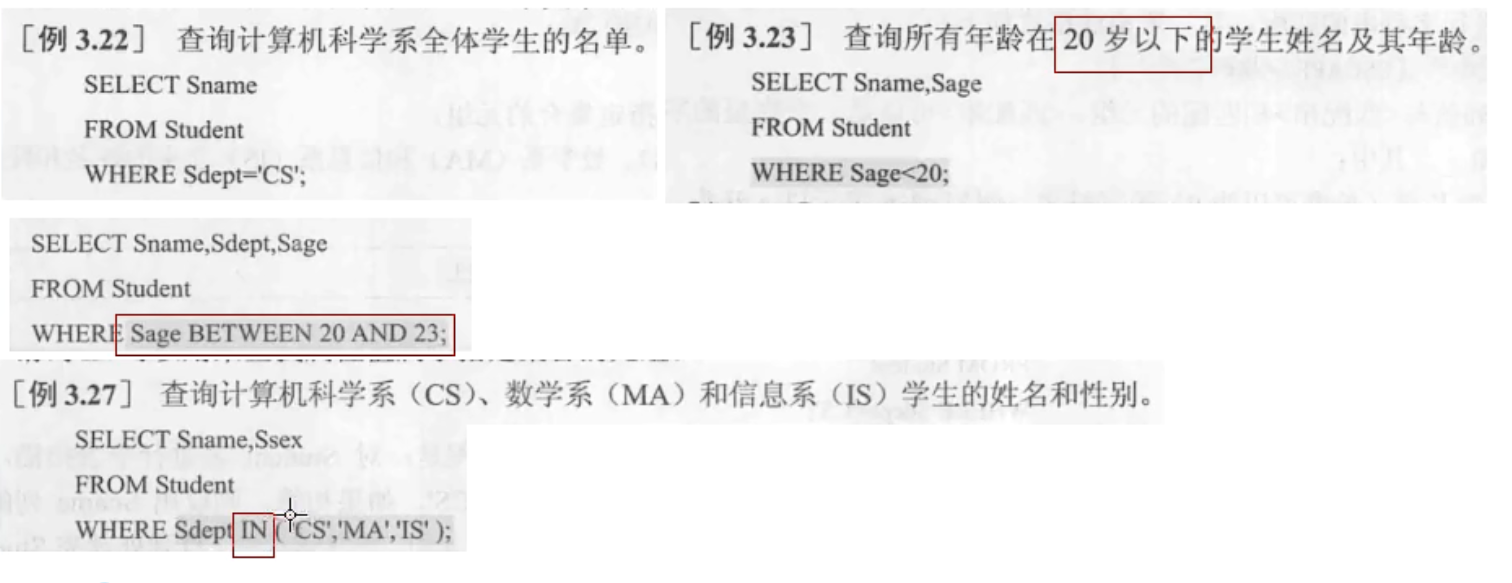 ［例 3.22］ 查询计算机科学系全体学生的名单。
SELECT Sname
FROM Student
WHERE Sdept='CS';
［例 3.23］ 查询所有年龄在 20 岁以下的学生姓名及其年龄。
SELECT Sname,Sage
FROM Student
WHERE Sage<20;
SELECT Sname,Sdept,Sage
FROM Student
WHERE Sage BETWEEN 20 AND 23;
［例 3.27］ 查询计算机科学系（CS）、数学系（MA）和信息系（IS）学生的姓名和性别。
SELECT Sname,Ssex
FROM Student
WHERE Sdept IN ( 'CS','MA','IS' );